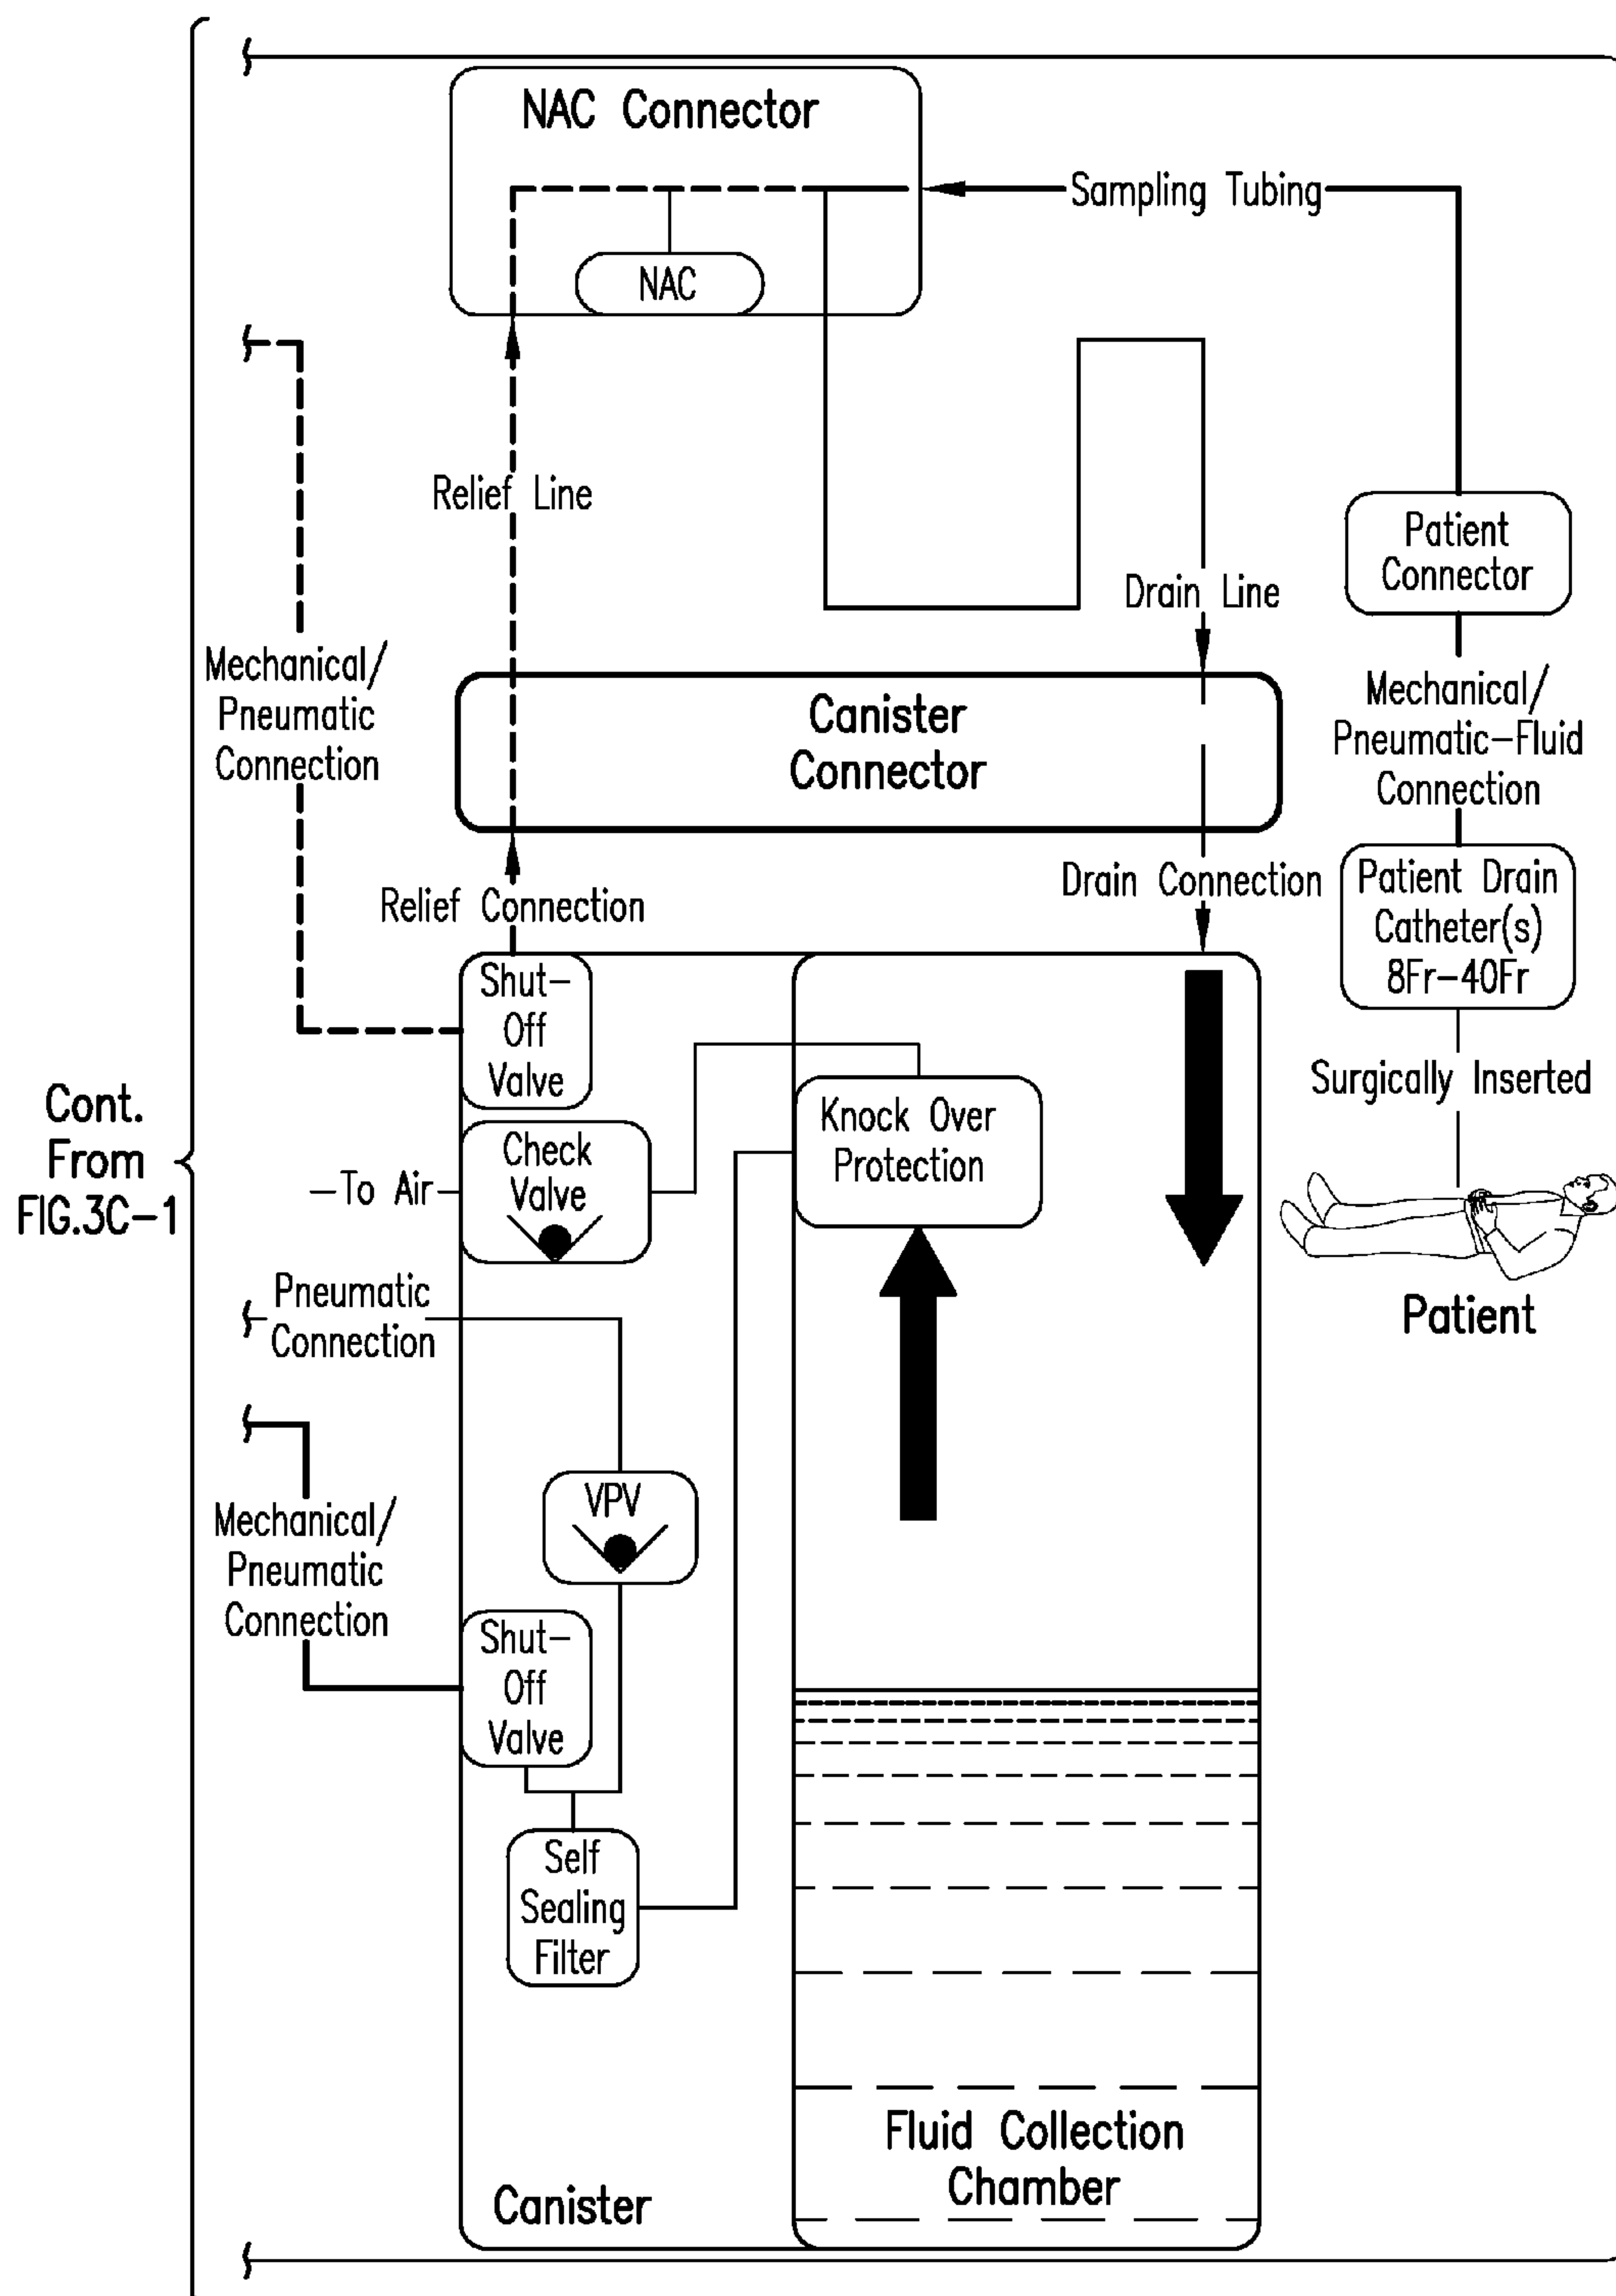 NAC Connector
Sampling Tubing
NAC
Relief Line
Patient
Connector
Drain Line
Mechanical/
Pneumatic
Connection
Mechanical/
Pneumatic-Fluid
Connection
Canister
Connector
Relief Connection
Drain Connection
Patient Drain
Catheter(s)
8Fr-40Fr
Shut-
Off
Valve
Surgically Inserted
Cont.
From
FIG.3C-1
Knock Over
Protection
Check
Valve
To Air
Patient
Pneumatic
Connection
VPV
Mechanical/
Pneumatic
Connection
Shut-
Off
Valve
Self
Sealing
Filter
Fluid Collection
Chamber
Canister